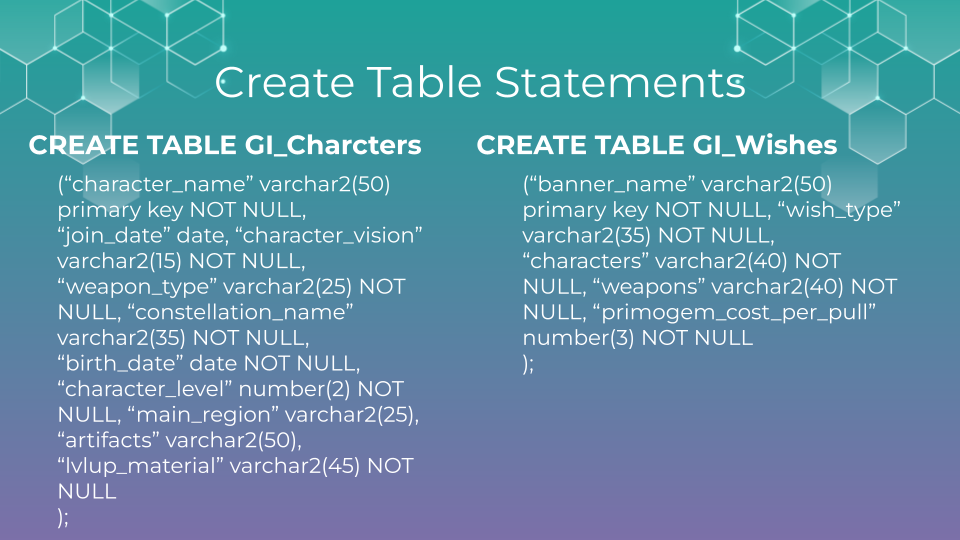 Create Table Statements
CREATE TABLE GI_Charcters
(“character_name” varchar2(50)
primary key NOT NULL,
“join_date” date, “character_vision”
varchar2(15) NOT NULL,
“weapon_type” varchar2(25) NOT
NULL, “constellation_name”
varchar2(35) NOT NULL,
“birth_date” date NOT NULL,
“character_level” number(2) NOT
NULL, “main_region” varchar2(25),
“artifacts” varchar2(50),
“lvlup_material” varchar2(45) NOT
NULL
);
CREATE TABLE GI_Wishes
(“banner_name” varchar2(50)
primary key NOT NULL, “wish_type”
varchar2(35) NOT NULL,
“characters” varchar2(40) NOT
NULL, “weapons” varchar2(40) NOT
NULL, “primogem_cost_per_pull”
number(3) NOT NULL
);